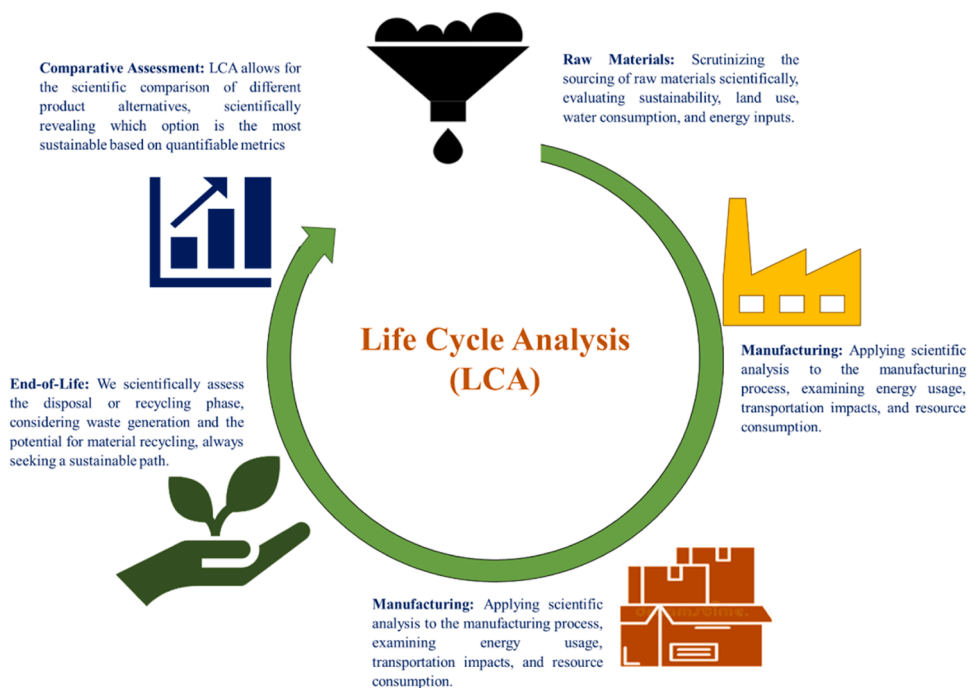 Raw Materials: Scrutinizing the
sourcing of raw materials scientifically,
evaluating sustainability, land use,
water consumption, and energy inputs.
Manufacturing: Applying scientific
analysis to the manufacturing
process, examining energy usage,
transportation impacts, and resource
consumption.
Manufacturing: Applying scientific
analysis to the manufacturing process,
examining energy usage,
transportation impacts, and resource
consumption.
End-of-Life: We scientifically assess
the disposal or recycling phase,
considering waste generation and the
potential for material recycling, always
seeking a sustainable path.
Comparative Assessment: LCA allows for
the scientific comparison of different
product alternatives, scientifically
revealing which option is the most
sustainable based on quantifiable metrics
Life Cycle Analysis
(LCA)